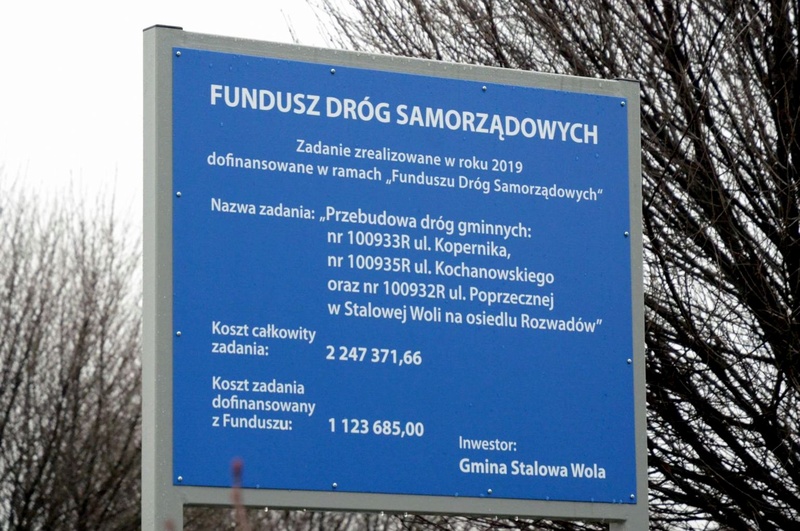 FUNDUSZ DRÓG SAMORZĄDOWYCH
Zadanie zrealizowane w roku 2019
dofinansowane w ramach „Funduszu Dróg Samorządowych“
Nazwa zadania: „Przebudowa dróg gminnych:
nr 100933R ul. Kopernika,
nr 100935R ul. Kochanowskiego
oraz nr 100932R ul. Poprzecznej
w Stalowej Woli na osiedlu Rozwadów”
Koszt całkowity
zadania: 2 247 371,66
Koszt zadania
dofinansowany
z Funduszu: 1 123 685,00
Inwestor:
Gmina Stalowa Wola